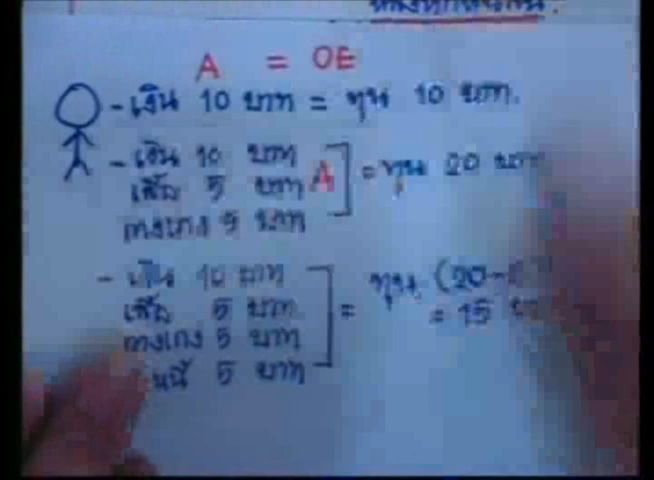 A = OE
- เงิน 10 บาท = ทุน 10 บาท.
- เงิน 10 บาท
เสื้อ 5 บาท A = ทุน 20 บาท
กางเกง 5 บาท
- เงิน 10 บาท
เสื้อ 5 บาท = ทุน (20-
กางเกง 5 บาท = 15
หนี้ 5 บาท